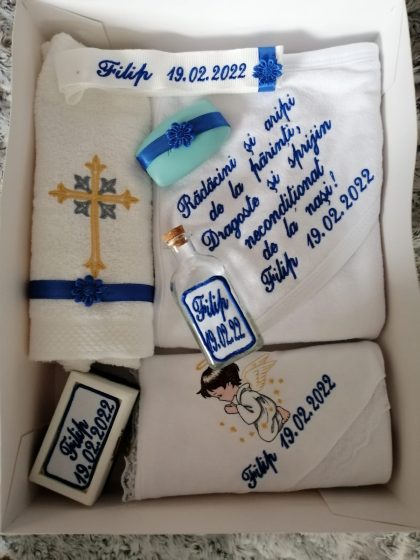 Filip 19.02.2022
Rădăcini și aripi
de la părinți,
Dragoste și sprijin
necondiționat
de la nași!
Filip 19.02.2022
Filip
19.02.22
Filip 19.02.2022
Filip
19.02.2022